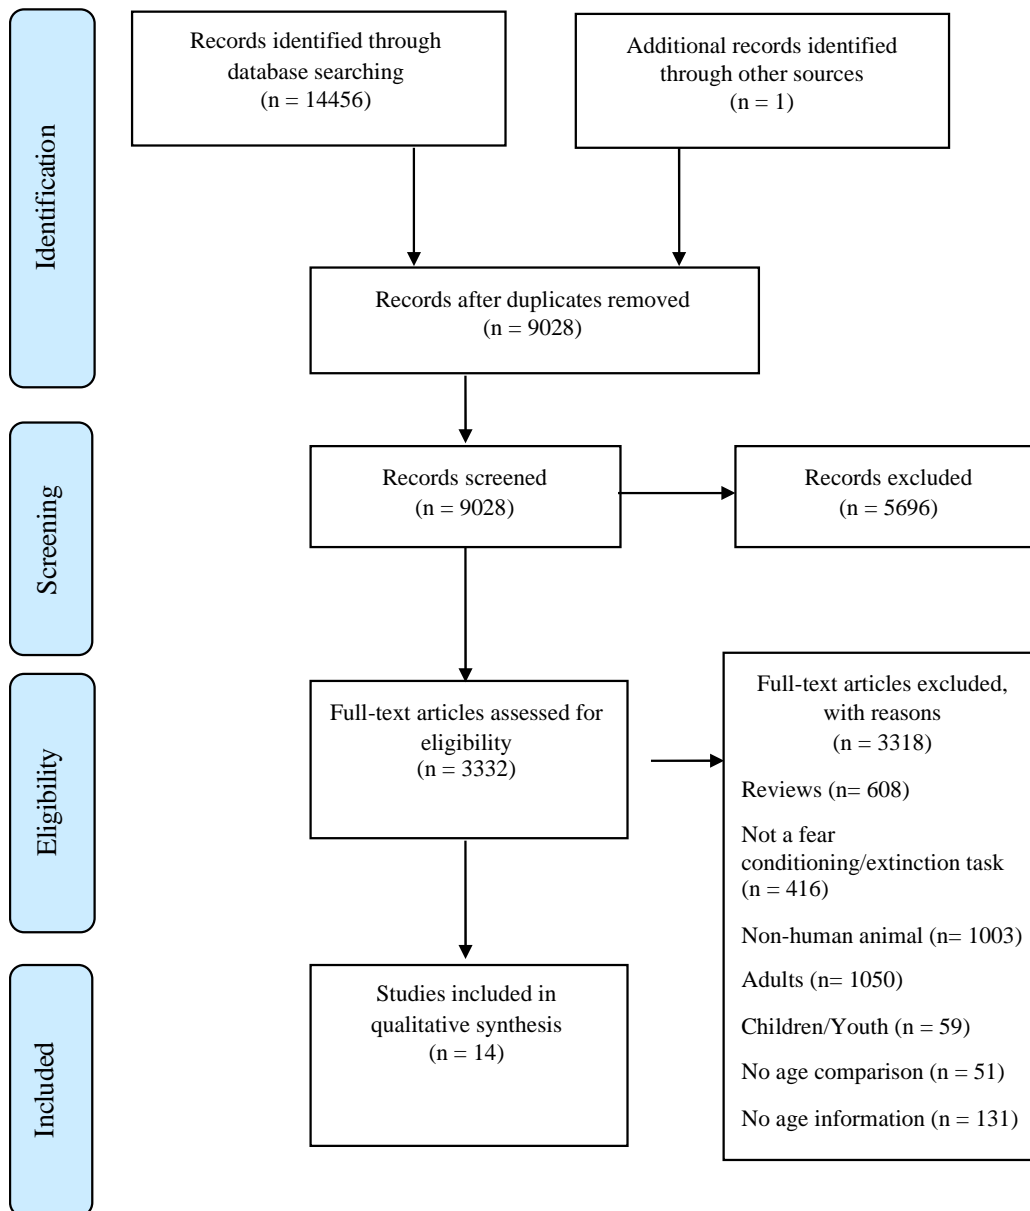 Identification
Records identified through
database searching
(n = 14456)
Additional records identified
through other sources
(n = 1)
Records after duplicates removed
(n = 9028)
Screening
Records screened
(n = 9028)
Records excluded
(n = 5696)
Eligibility
Full-text articles assessed for
eligibility
(n = 3332)
Full-text articles excluded,
with reasons
(n = 3318)
Reviews (n= 608)
Not a fear
conditioning/extinction task
(n = 416)
Non-human animal (n= 1003)
Adults (n= 1050)
Children/Youth (n = 59)
No age comparison (n = 51)
No age information (n = 131)
Included
Studies included in
qualitative synthesis
(n = 14)